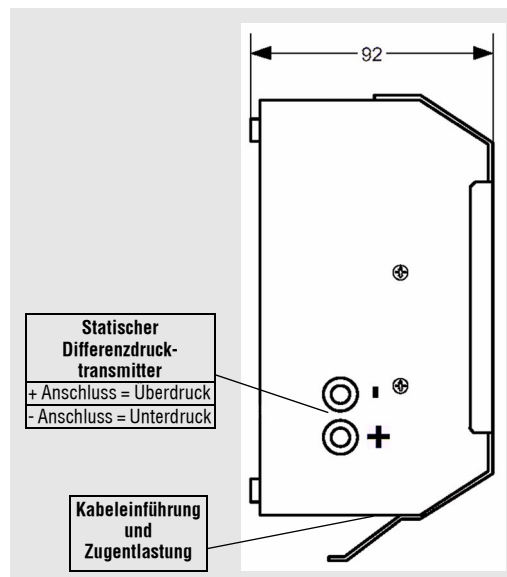 92
Statischer
Differenzdruck-
transmitter
+ Anschluss = Überdruck
- Anschluss = Unterdruck
-
+
Kabeleinführung
und
Zugentlastung